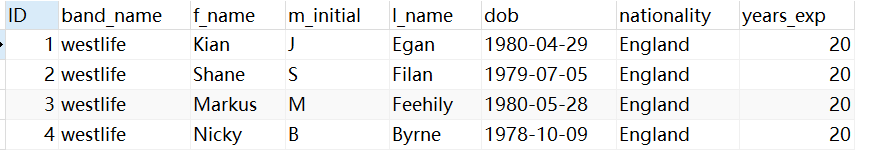 ID band_name f_name m_initial l_name dob nationality years_exp
1 westlife Kian J Egan 1980-04-29 England 20
2 westlife Shane S Filan 1979-07-05 England 20
3 westlife Markus M Feehily 1980-05-28 England 20
4 westlife Nicky B Byrne 1978-10-09 England 20